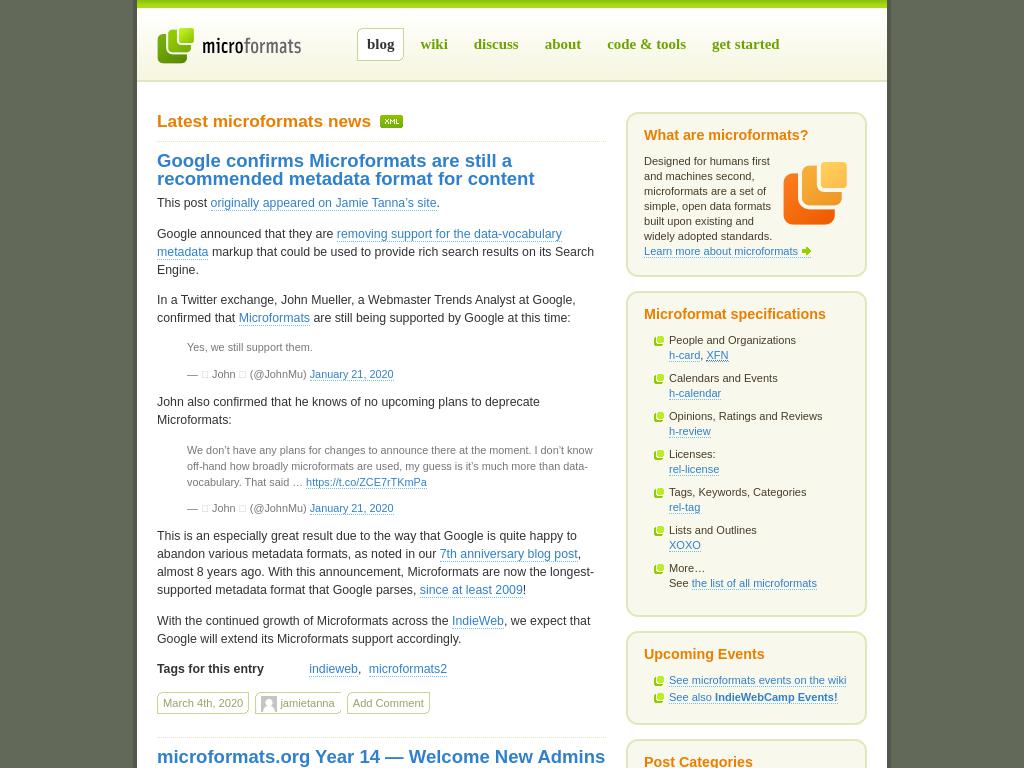 microformats
blog
wiki
discuss
about
code & tools
get started
Latest microformats news XML
Google confirms Microformats are still a
recommended metadata format for content
This post originally appeared on Jamie Tanna’s site.
Google announced that they are removing support for the data-vocabulary
metadata markup that could be used to provide rich search results on its Search
Engine.
In a Twitter exchange, John Mueller, a Webmaster Trends Analyst at Google,
confirmed that Microformats are still being supported by Google at this time:
Yes, we still support them.
— John (@JohnMu) January 21, 2020
John also confirmed that he knows of no upcoming plans to deprecate
Microformats:
We don’t have any plans for changes to announce there at the moment. I don’t know
off-hand how broadly microformats are used, my guess is it’s much more than data-
vocabulary. That said … https://t.co/ZCE7rTKmPa
— John (@JohnMu) January 21, 2020
This is an especially great result due to the way that Google is quite happy to
abandon various metadata formats, as noted in our 7th anniversary blog post,
almost 8 years ago. With this announcement, Microformats are now the longest-
supported metadata format that Google parses, since at least 2009!
With the continued growth of Microformats across the IndieWeb, we expect that
Google will extend its Microformats support accordingly.
Tags for this entry indieweb, microformats2
March 4th, 2020 jamietanna Add Comment
microformats.org Year 14 — Welcome New Admins
What are microformats?
Designed for humans first
and machines second,
microformats are a set of
simple, open data formats
built upon existing and
widely adopted standards.
Learn more about microformats
Microformat specifications
People and Organizations
h-card, XFN
Calendars and Events
h-calendar
Opinions, Ratings and Reviews
h-review
Licenses:
rel-license
Tags, Keywords, Categories
rel-tag
Lists and Outlines
XOXO
More…
See the list of all microformats
Upcoming Events
See microformats events on the wiki
See also IndieWebCamp Events!
Post Categories